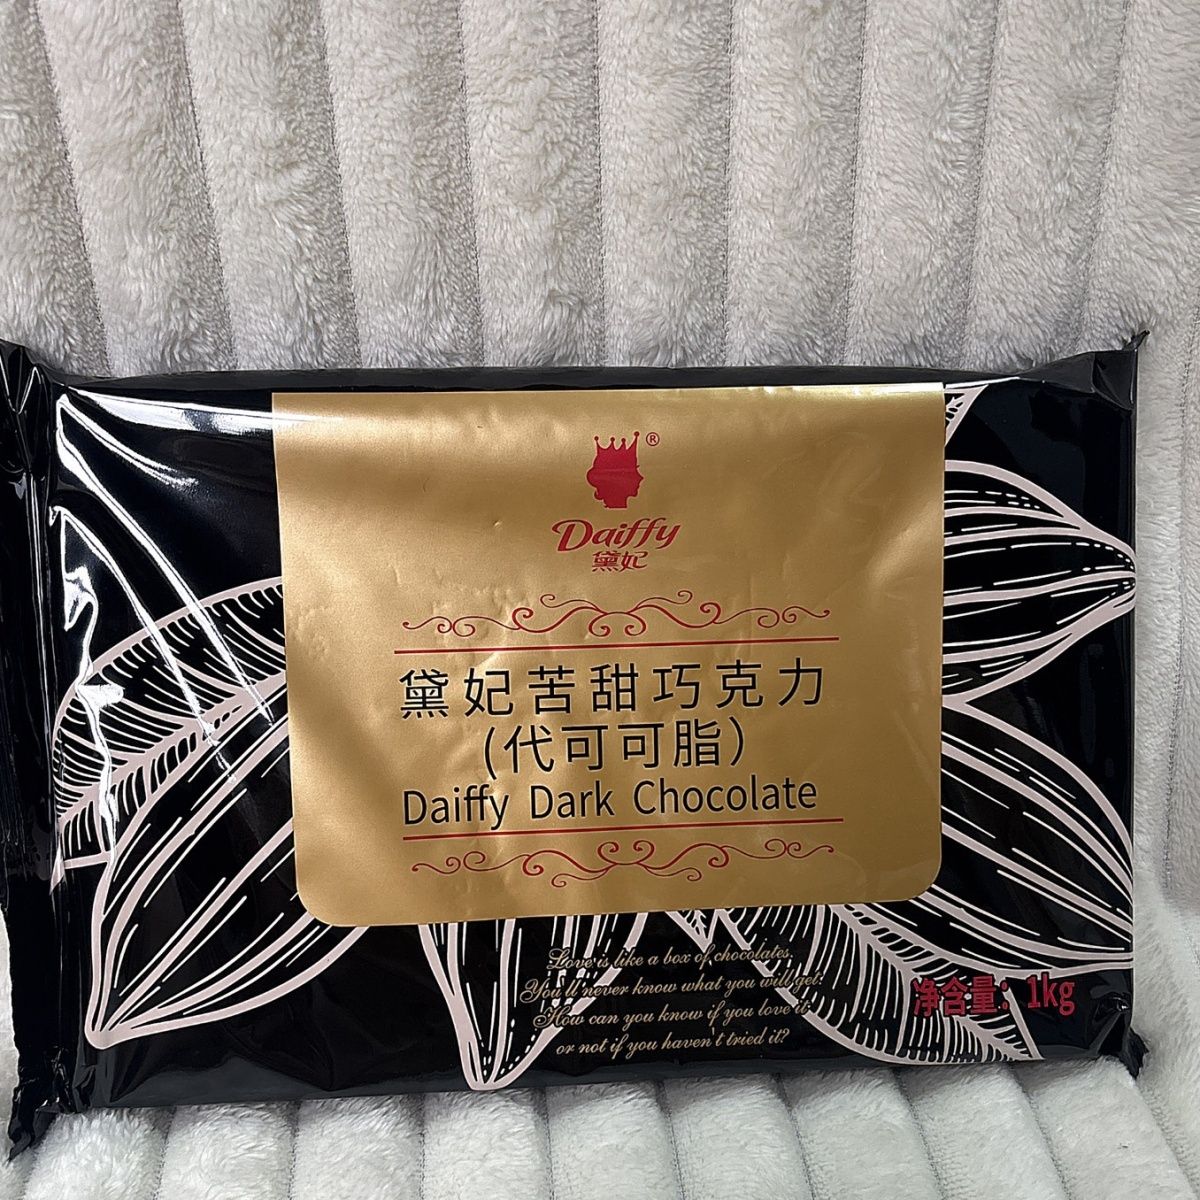 ®
Daiffy
黛妃
黛妃苦甜巧克力
(代可可脂)
Daiffy Dark Chocolate
Love is like a box of chocolates.
You'll never know what you will get!
How can you know if you love it
or not if you haven't tried it?
净含量：1kg